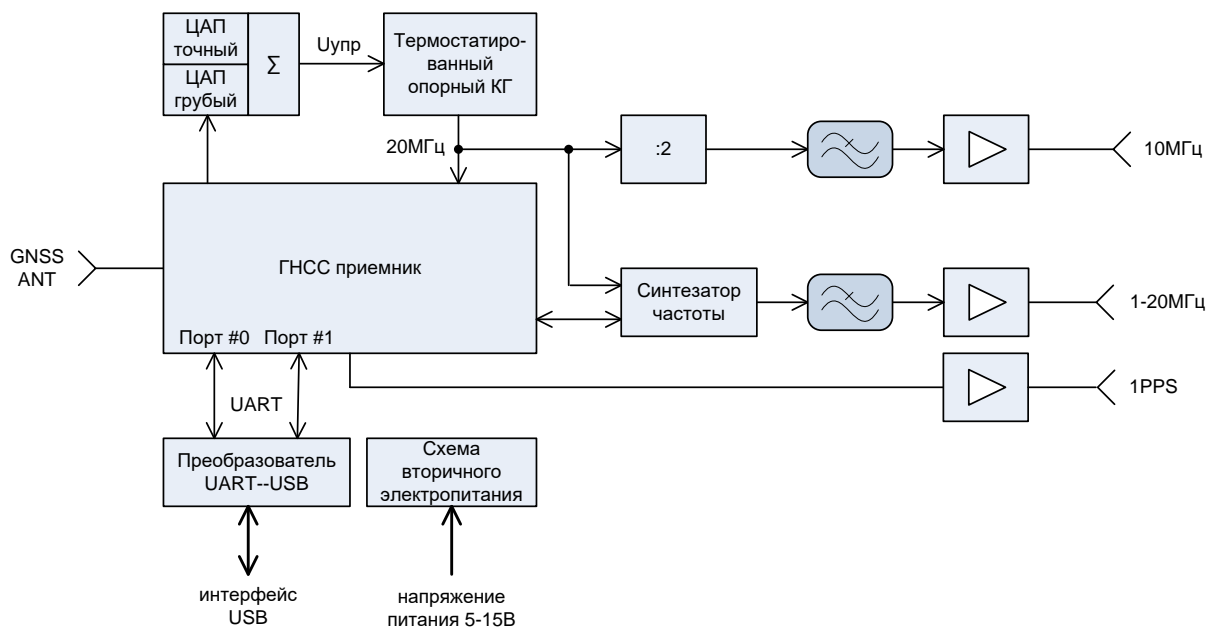 ЦАП
точный
ЦАП
грубый
Σ
Uупр
Термостатиро-
ванный
опорный КГ
20МГц
:2
10МГц
GNSS
ANT
ГНСС приемник
Синтезатор
частоты
1-20МГц
Порт #0
Порт #1
1PPS
UART
Преобразователь
UART--USB
Схема
вторичного
электропитания
интерфейс
USB
напряжение
питания 5-15В